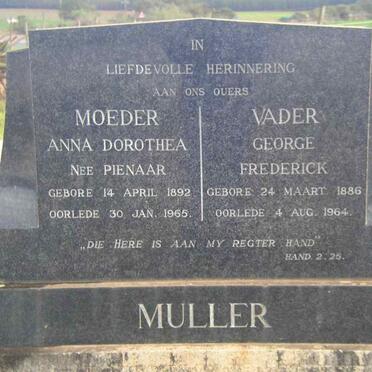 IN
LIEFDEVOLLE HERINNERING
AAN ONS OUERS
MOEDER
ANNA DOROTHEA
NEE PIENAAR
GEBORE 14 APRIL 1892
OORLEDE 30 JAN. 1965.
VADER
GEORGE
FREDERICK
GEBORE 24 MAART 1886
OORLEDE 4 AUG. 1964.
„DIE HERE IS AAN MY REGTER HAND"
HAND. 2. 25.
MULLER